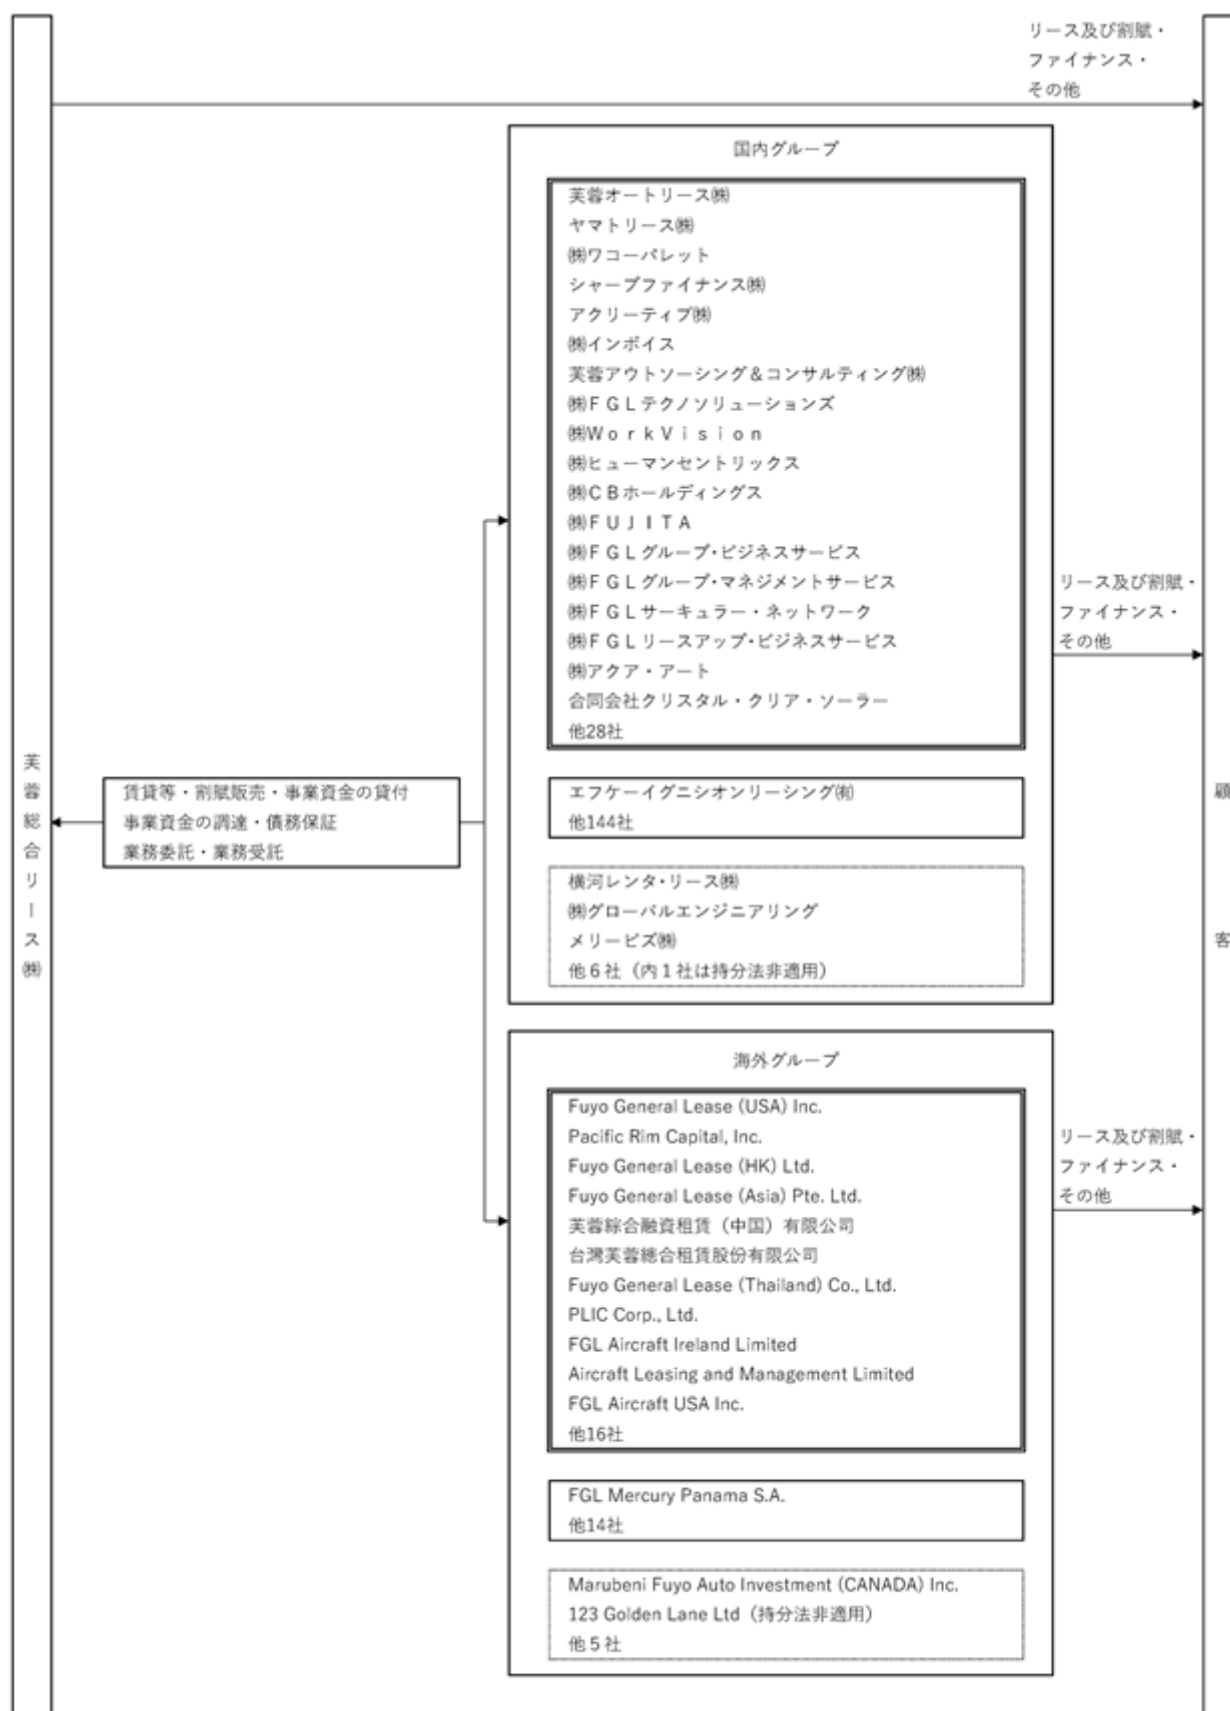 リース及び割賦・
ファイナンス・
その他
国内グループ
芙蓉オートリース㈱
ヤマトリース㈱
㈱ワコーパレット
シャープファイナンス㈱
アクリーティブ㈱
㈱インボイス
芙蓉アウトソーシング＆コンサルティング㈱
㈱ＦＧＬテクノソリューションズ
㈱ＷｏｒｋＶｉｓｉｏｎ
㈱ヒューマンセントリックス
㈱ＣＢホールディングス
㈱ＦＵＪＩＴＡ
㈱ＦＧＬグループ・ビジネスサービス
㈱ＦＧＬグループ・マネジメントサービス
㈱ＦＧＬサーキュラー・ネットワーク
㈱ＦＧＬリースアップ・ビジネスサービス
㈱アクア・アート
合同会社クリスタル・クリア・ソーラー
他28社
リース及び割賦・
ファイナンス・
その他
芙蓉総合リース㈱
賃貸等・割賦販売・事業資金の貸付
事業資金の調達・債務保証
業務委託・業務受託
エフケーイグニシオンリーシング㈲
他144社
顧客
横河レンタ・リース㈱
㈱グローバルエンジニアリング
メリービズ㈱
他６社（内１社は持分法非適用）
海外グループ
Fuyo General Lease (USA) Inc.
Pacific Rim Capital, Inc.
Fuyo General Lease (HK) Ltd.
Fuyo General Lease (Asia) Pte. Ltd.
芙蓉綜合融資租賃（中国）有限公司
台灣芙蓉總合租賃股份有限公司
Fuyo General Lease (Thailand) Co., Ltd.
PLIC Corp., Ltd.
FGL Aircraft Ireland Limited
Aircraft Leasing and Management Limited
FGL Aircraft USA Inc.
他16社
リース及び割賦・
ファイナンス・
その他
FGL Mercury Panama S.A.
他14社
Marubeni Fuyo Auto Investment (CANADA) Inc.
123 Golden Lane Ltd（持分法非適用）
他５社